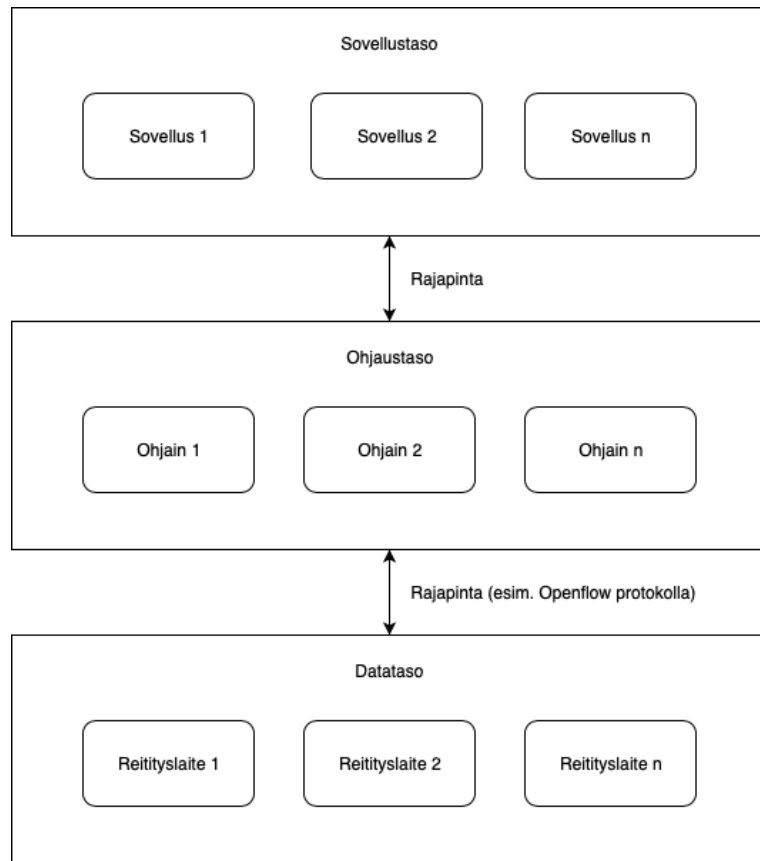 Sovellustaso
Sovellus 1
Sovellus 2
Sovellus n
Rajapinta
Ohjaustaso
Ohjain 1
Ohjain 2
Ohjain n
Rajapinta (esim. Openflow protokolla)
Datataso
Reitityslaite 1
Reitityslaite 2
Reitityslaite n